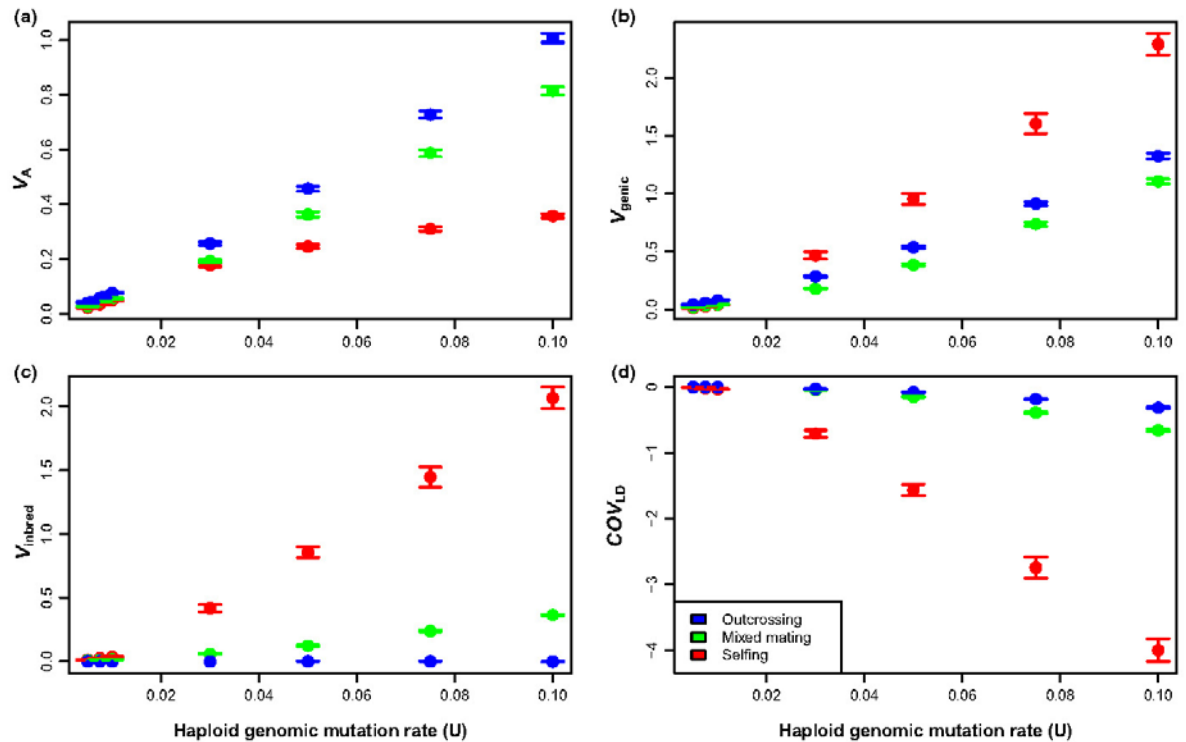 (a)
1.0
0.8
0.6
0.4
0.2
0.0
V_A
0.02 0.04 0.06 0.08 0.10
(b)
2.0
1.5
1.0
0.5
0.0
V_genic
0.02 0.04 0.06 0.08 0.10
(c)
2.0
1.5
1.0
0.5
0.0
V_inbred
0.02 0.04 0.06 0.08 0.10
Haploid genomic mutation rate (U)
(d)
0
−1
−2
−3
−4
COV_LD
Outcrossing
Mixed mating
Selfing
0.02 0.04 0.06 0.08 0.10
Haploid genomic mutation rate (U)